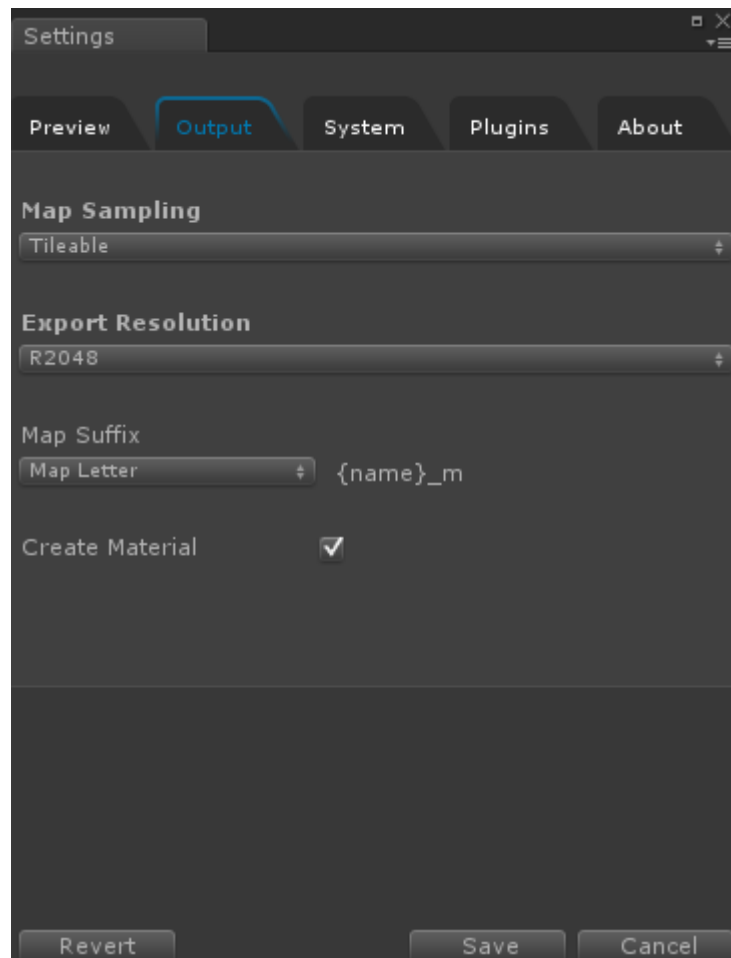 Settings
Preview Output System Plugins About
Map Sampling
Tileable
Export Resolution
R2048
Map Suffix
Map Letter {name}_m
Create Material
Revert Save Cancel